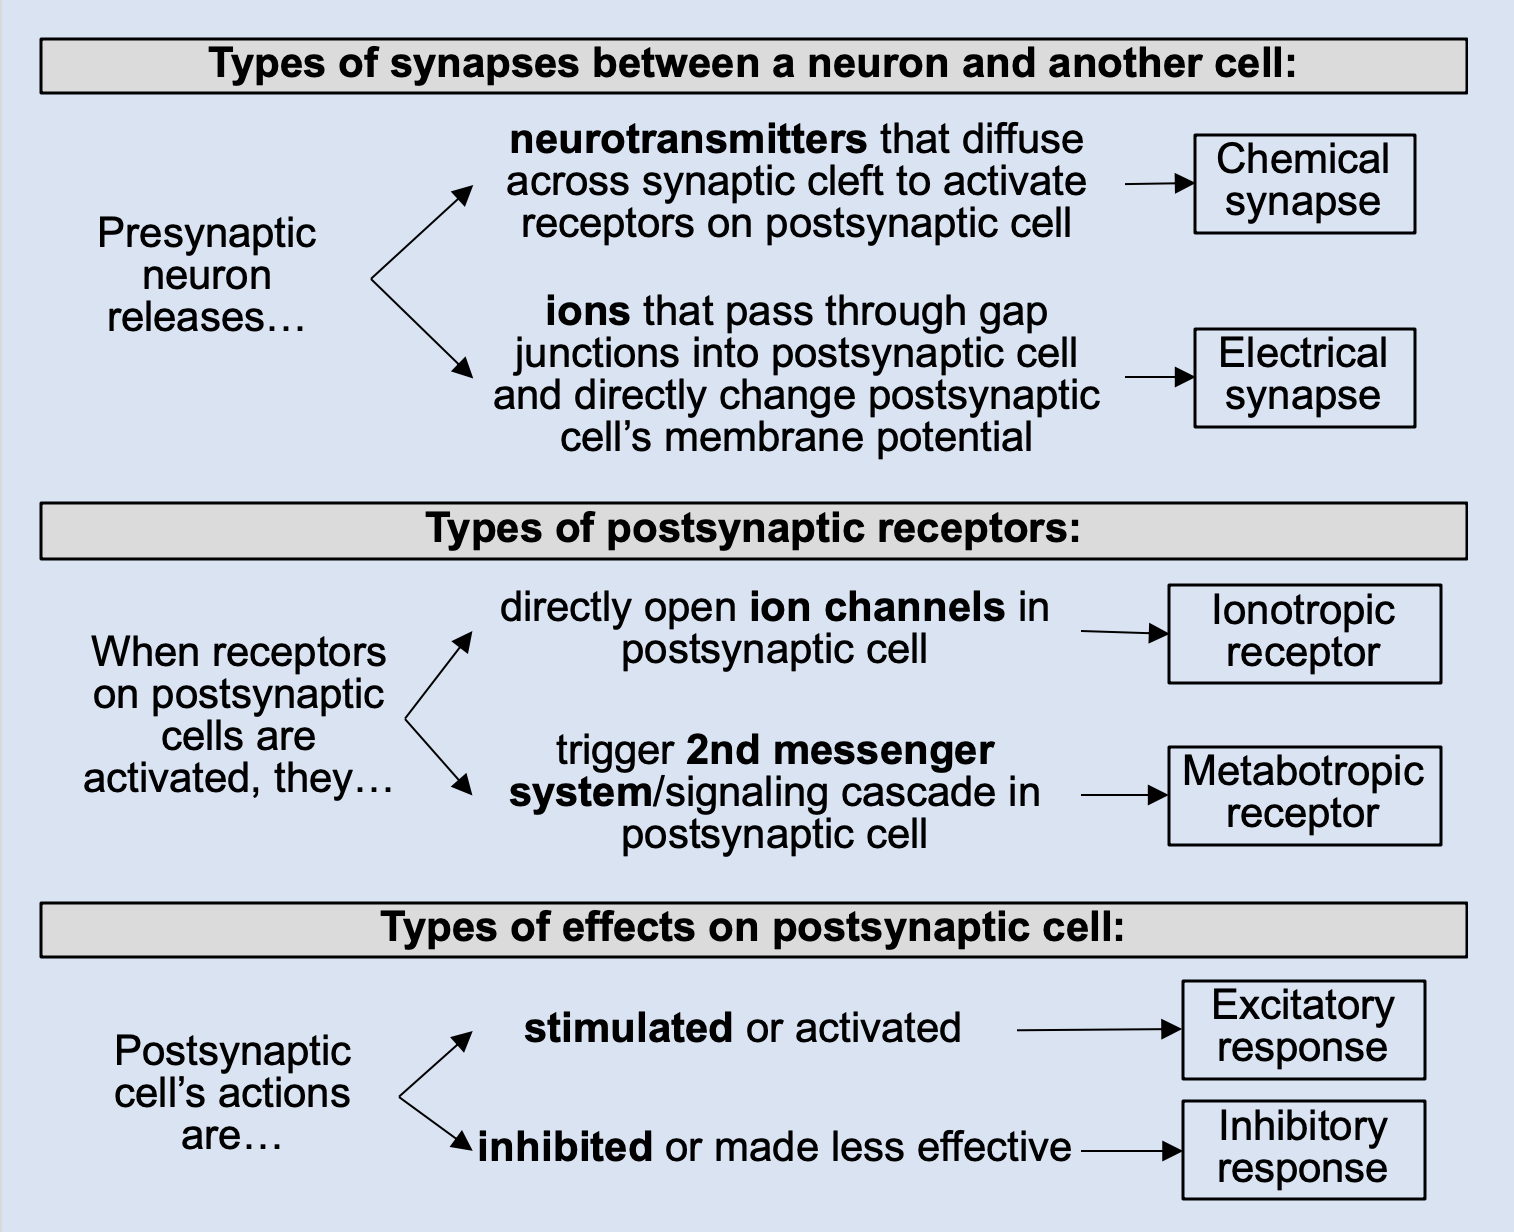 Types of synapses between a neuron and another cell:
Presynaptic
neuron
releases…
neurotransmitters that diffuse
across synaptic cleft to activate
receptors on postsynaptic cell
Chemical
synapse
ions that pass through gap
junctions into postsynaptic cell
and directly change postsynaptic
cell’s membrane potential
Electrical
synapse
Types of postsynaptic receptors:
When receptors
on postsynaptic
cells are
activated, they…
directly open ion channels in
postsynaptic cell
Ionotropic
receptor
trigger 2nd messenger
system/signaling cascade in
postsynaptic cell
Metabotropic
receptor
Types of effects on postsynaptic cell:
Postsynaptic
cell’s actions
are…
stimulated or activated
Excitatory
response
inhibited or made less effective
Inhibitory
response